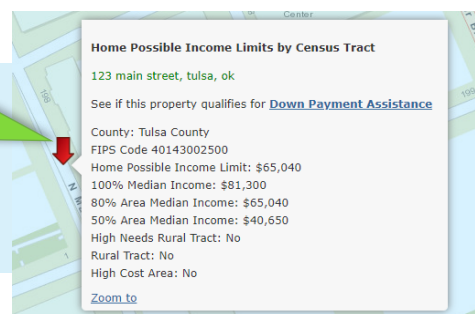 Center
Home Possible Income Limits by Census Tract
123 main street, tulsa, ok
See if this property qualifies for Down Payment Assistance
County: Tulsa County
FIPS Code 40143002500
Home Possible Income Limit: $65,040
100% Median Income: $81,300
80% Area Median Income: $65,040
50% Area Median Income: $40,650
High Needs Rural Tract: No
Rural Tract: No
High Cost Area: No
Zoom to
198
N M
1